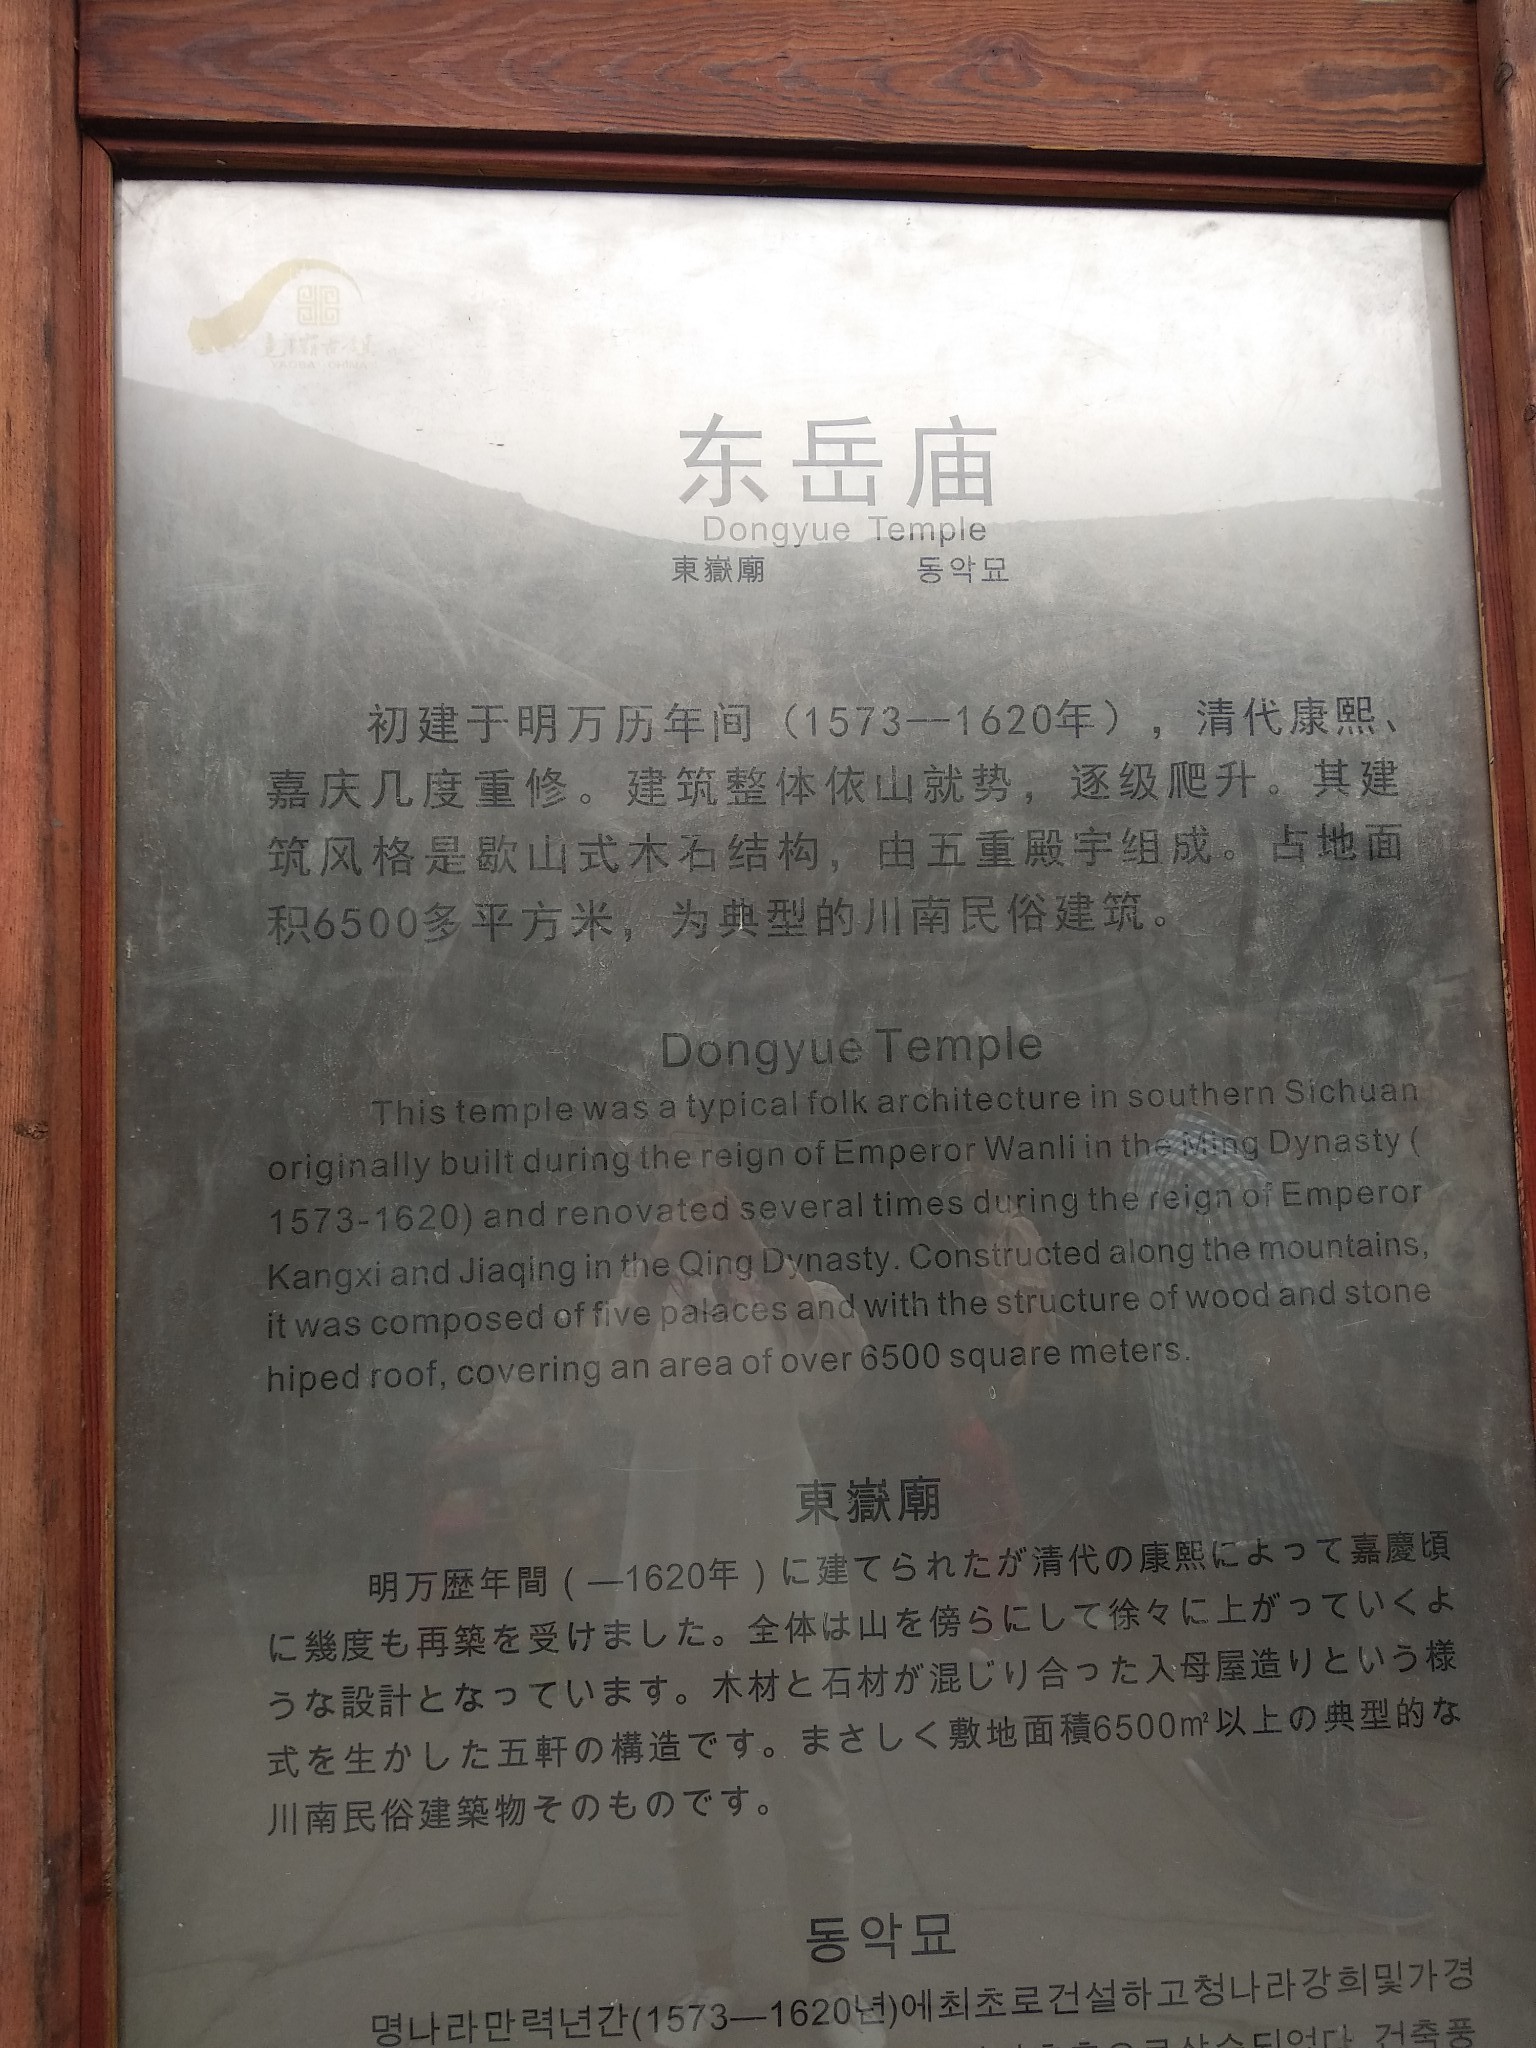 YAOBA · CHINA
东岳庙
Dongyue Temple
東嶽廟 동악묘
初建于明万历年间（1573—1620年），清代康熙、
嘉庆几度重修。建筑整体依山就势，逐级爬升。其建
筑风格是歇山式木石结构，由五重殿宇组成。占地面
积6500多平方米，为典型的川南民俗建筑。
Dongyue Temple
This temple was a typical folk architecture in southern Sichuan
originally built during the reign of Emperor Wanli in the Ming Dynasty (
1573-1620) and renovated several times during the reign of Emperor
Kangxi and Jiaqing in the Qing Dynasty. Constructed along the mountains,
it was composed of five palaces and with the structure of wood and stone
hiped roof, covering an area of over 6500 square meters.
東嶽廟
明万歴年間（ —1620年）に建てられたが清代の康熙によって嘉慶頃
に幾度も再築を受けました。全体は山を傍らにして徐々に上がっていくよ
うな設計となっています。木材と石材が混じり合った入母屋造りという様
式を生かした五軒の構造です。まさしく敷地面積6500㎡以上の典型的な
川南民俗建築物そのものです。
동악묘
명나라만력년간(1573—1620년)에최초로건설하고청나라강희및가경
건축풍